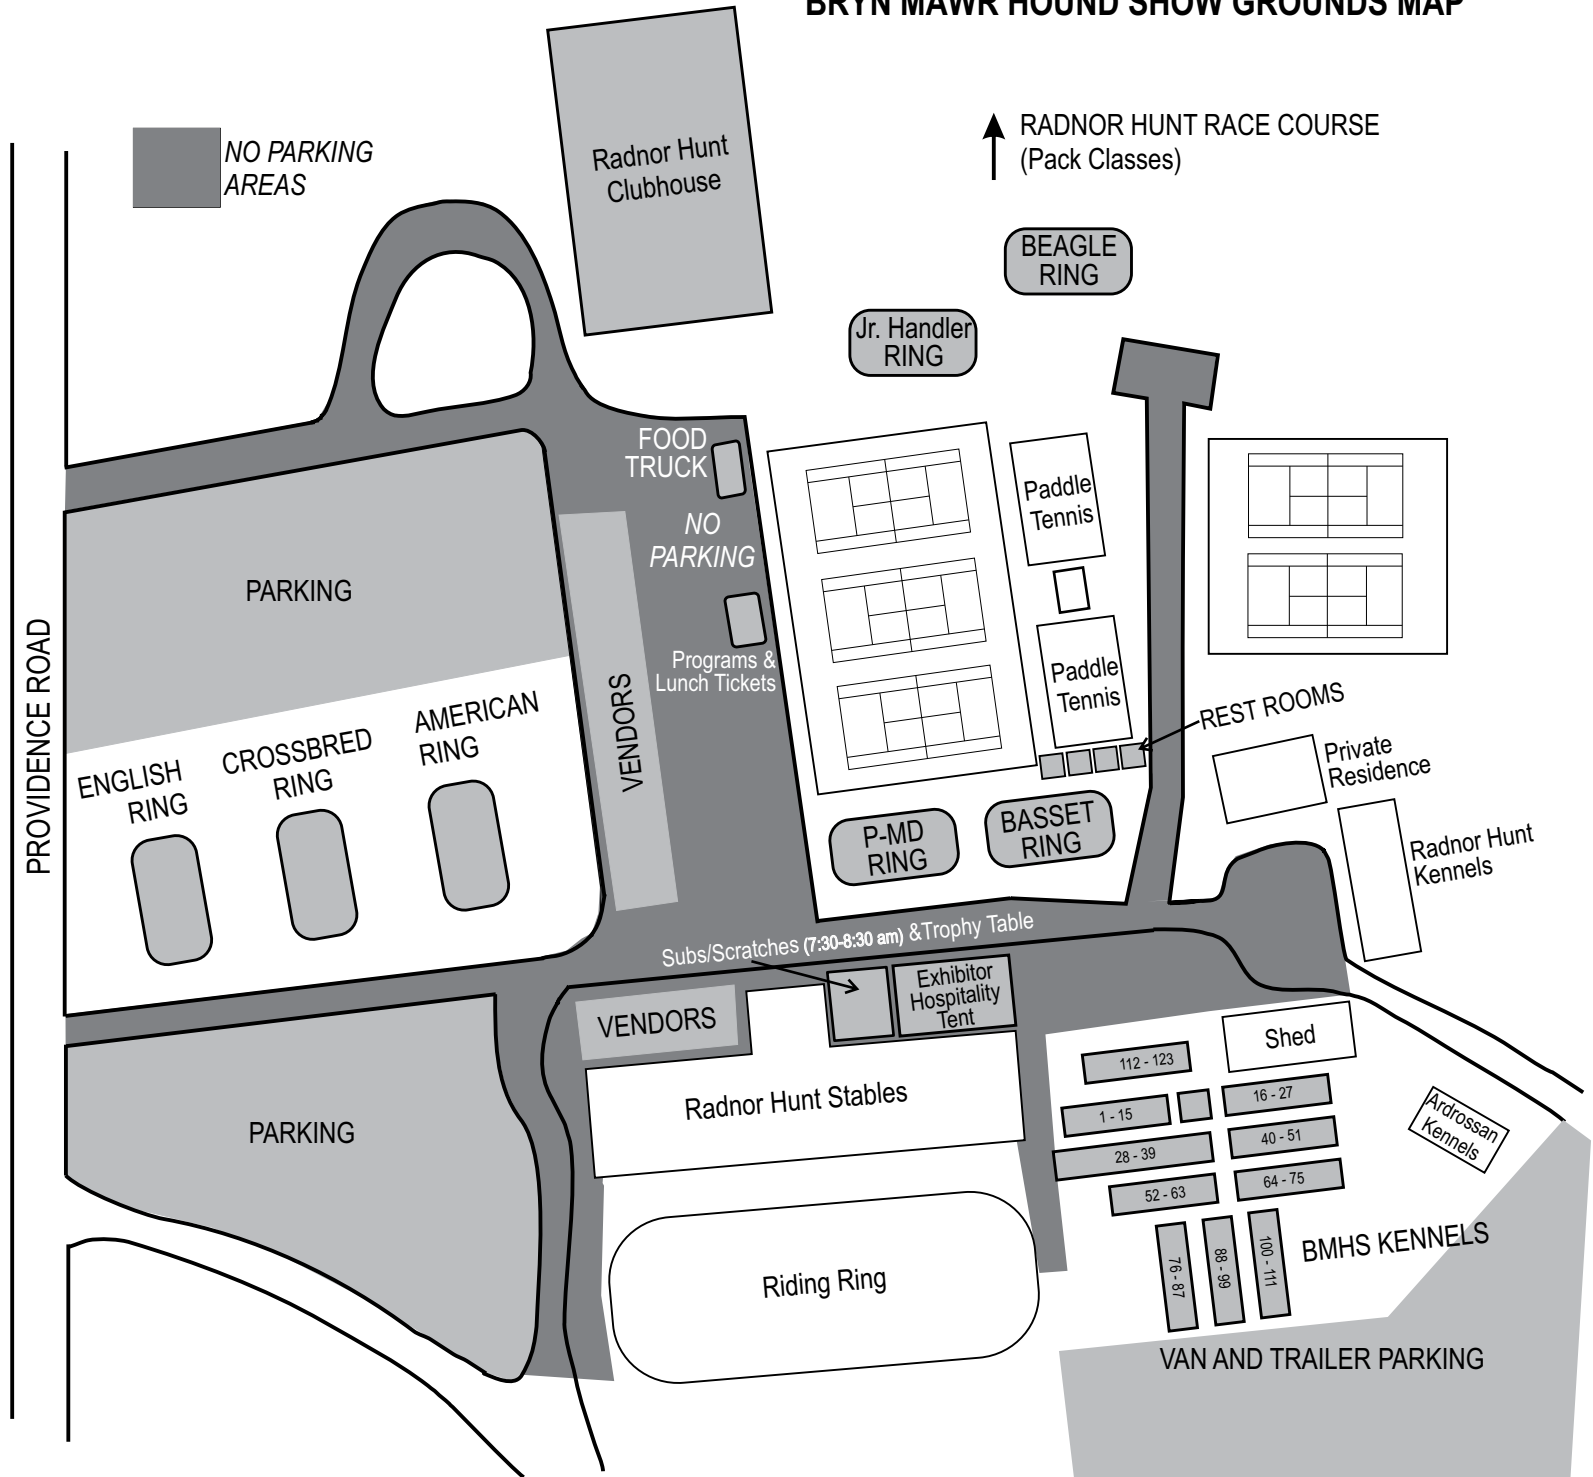 BRYN MAWR HOUND SHOW GROUNDS MAP
NO PARKING
AREAS
Radnor Hunt
Clubhouse
RADNOR HUNT RACE COURSE
(Pack Classes)
BEAGLE
RING
Jr. Handler
RING
FOOD
TRUCK
NO
PARKING
Paddle
Tennis
PARKING
Programs &
Lunch Tickets
Paddle
Tennis
PROVIDENCE ROAD
VENDORS
REST ROOMS
Private
Residence
ENGLISH
RING
CROSSBRED
RING
AMERICAN
RING
P-MD
RING
BASSET
RING
Radnor Hunt
Kennels
Subs/Scratches (7:30-8:30 am) &Trophy Table
VENDORS
Exhibitor
Hospitality
Tent
Shed
Radnor Hunt Stables
PARKING
112 - 123
1 - 15
16 - 27
28 - 39
40 - 51
52 - 63
64 - 75
76 - 87
88 - 99
100 - 111
Ardrossan
Kennels
BMHS KENNELS
Riding Ring
VAN AND TRAILER PARKING